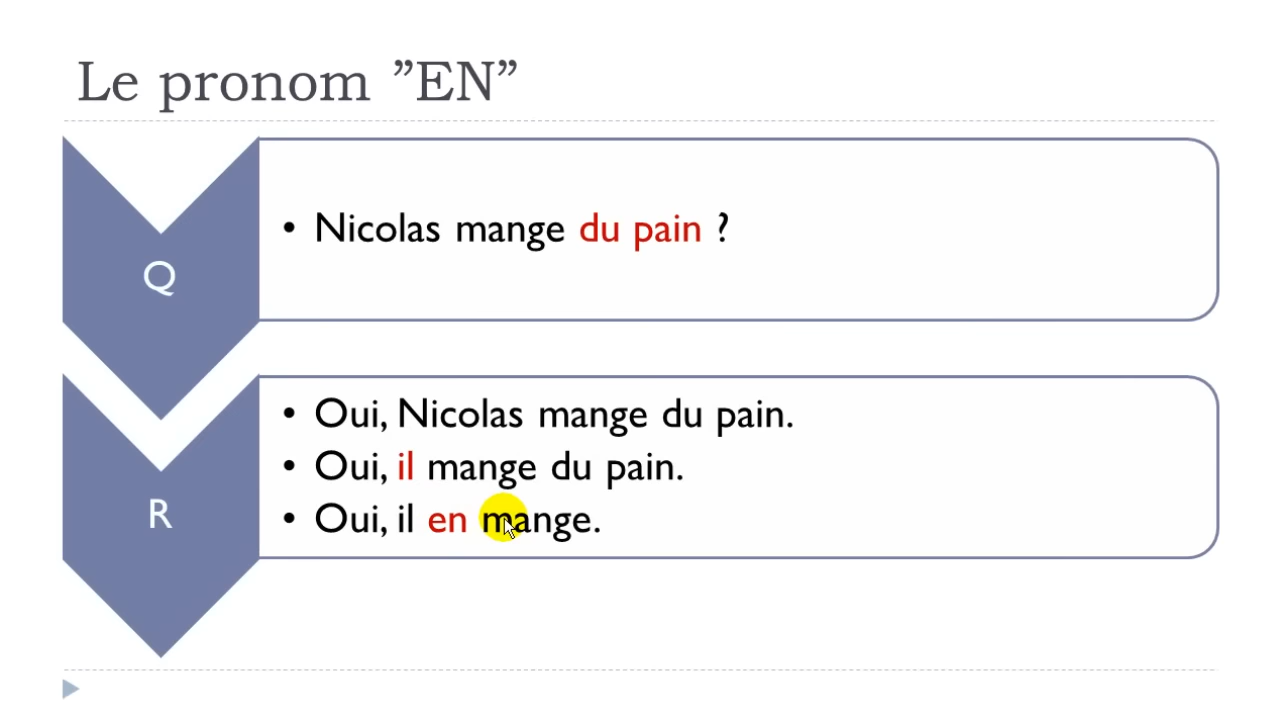 Le pronom ”EN”
Q
• Nicolas mange du pain ?
R
• Oui, Nicolas mange du pain.
• Oui, il mange du pain.
• Oui, il en mange.